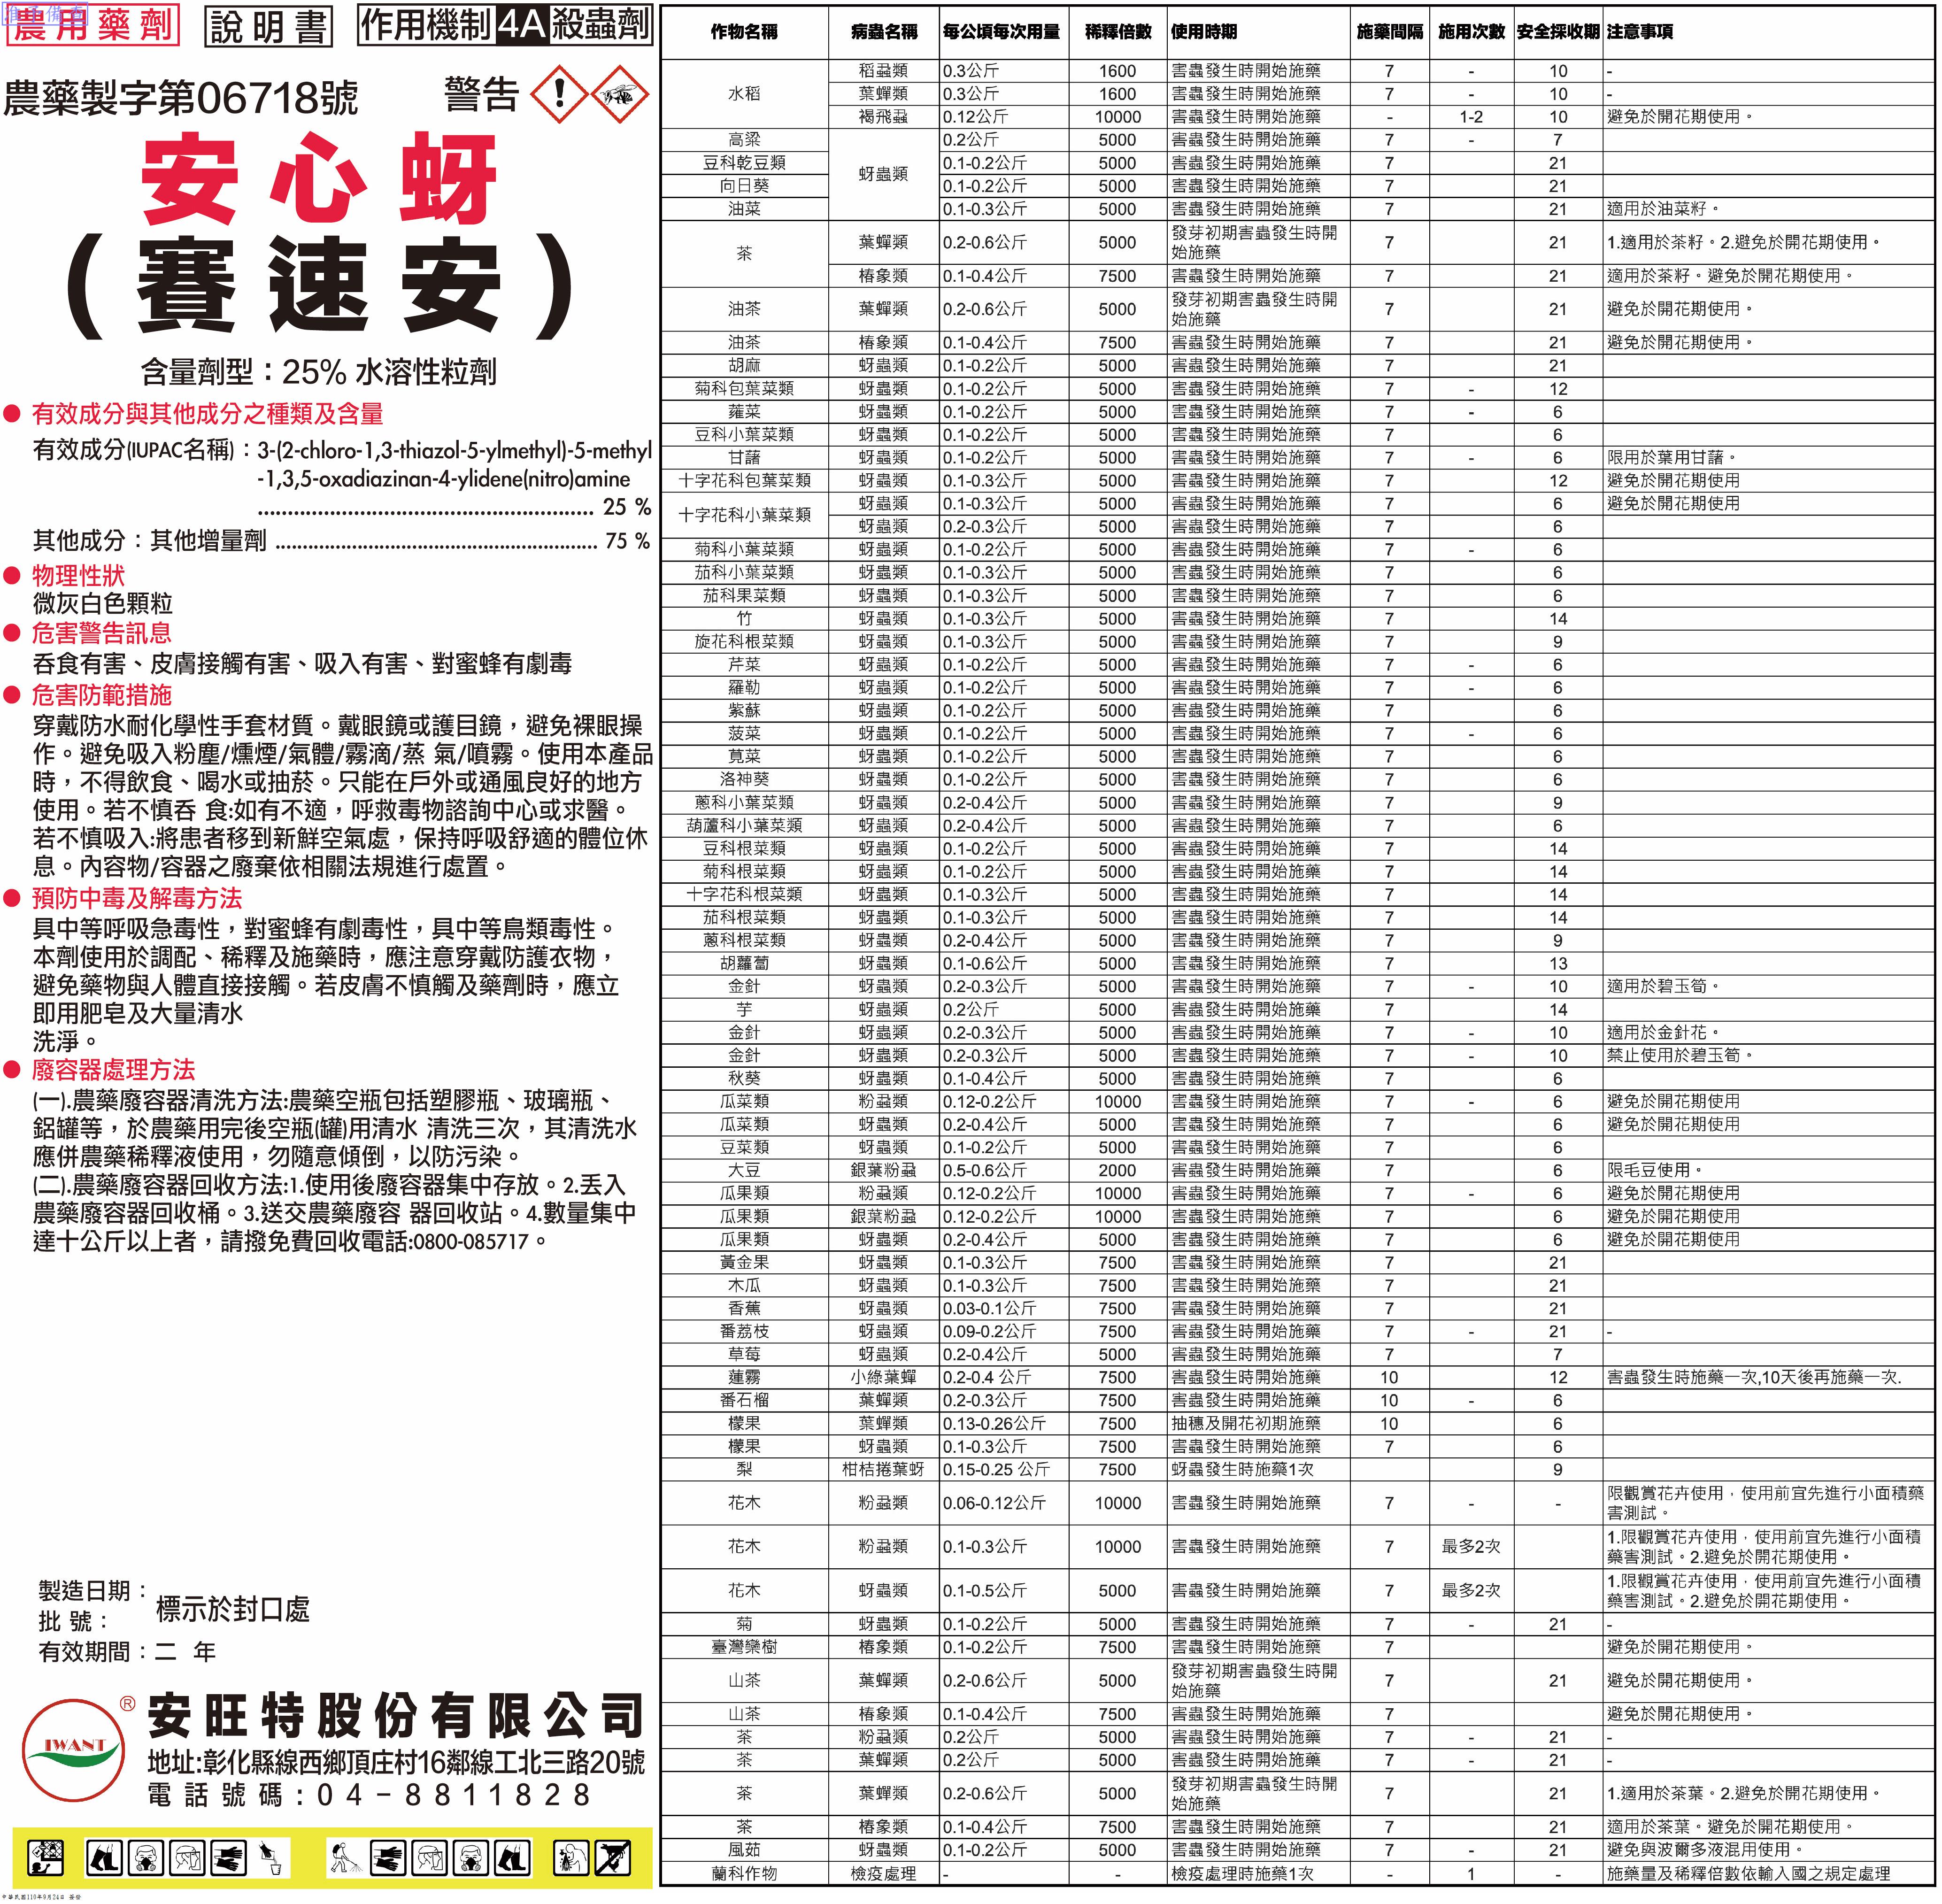 准予備查
農用藥劑
說明書
作用機制4A殺蟲劑
農藥製字第06718號
警告
安心蚜
(賽速安)
含量劑型：25% 水溶性粒劑
● 有效成分與其他成分之種類及含量
有效成分(IUPAC名稱)：3-(2-chloro-1,3-thiazol-5-ylmethyl)-5-methyl
-1,3,5-oxadiazinan-4-ylidene(nitro)amine
........................................................ 25 %
其他成分：其他增量劑 ............................................................ 75 %
● 物理性狀
微灰白色顆粒
● 危害警告訊息
吞食有害、皮膚接觸有害、吸入有害、對蜜蜂有劇毒
● 危害防範措施
穿戴防水耐化學性手套材質。戴眼鏡或護目鏡，避免裸眼操
作。避免吸入粉塵/燻煙/氣體/霧滴/蒸 氣/噴霧。使用本產品
時，不得飲食、喝水或抽菸。只能在戶外或通風良好的地方
使用。若不慎吞 食:如有不適，呼救毒物諮詢中心或求醫。
若不慎吸入:將患者移到新鮮空氣處，保持呼吸舒適的體位休
息。內容物/容器之廢棄依相關法規進行處置。
● 預防中毒及解毒方法
具中等呼吸急毒性，對蜜蜂有劇毒性，具中等鳥類毒性。
本劑使用於調配、稀釋及施藥時，應注意穿戴防護衣物，
避免藥物與人體直接接觸。若皮膚不慎觸及藥劑時，應立
即用肥皂及大量清水
洗淨。
● 廢容器處理方法
(一).農藥廢容器清洗方法:農藥空瓶包括塑膠瓶、玻璃瓶、
鋁罐等，於農藥用完後空瓶(罐)用清水 清洗三次，其清洗水
應併農藥稀釋液使用，勿隨意傾倒，以防污染。
(二).農藥廢容器回收方法:1.使用後廢容器集中存放。2.丟入
農藥廢容器回收桶。3.送交農藥廢容 器回收站。4.數量集中
達十公斤以上者，請撥免費回收電話:0800-085717。
製造日期：
批 號：
標示於封口處
有效期間：二 年
IWANT ®
安旺特股份有限公司
地址:彰化縣線西鄉頂庄村16鄰線工北三路20號
電話號碼:04-8811828
中華民國110年9月24日 簽發
作物名稱 病蟲名稱 每公頃每次用量 稀釋倍數 使用時期 施藥間隔 施用次數 安全採收期 注意事項
水稻 稻蝨類 0.3公斤 1600 害蟲發生時開始施藥 7 - 10 -
葉蟬類 0.3公斤 1600 害蟲發生時開始施藥 7 - 10 -
褐飛蝨 0.12公斤 10000 害蟲發生時開始施藥 - 1-2 10 避免於開花期使用。
高粱 蚜蟲類 0.2公斤 5000 害蟲發生時開始施藥 7 - 7
豆科乾豆類 0.1-0.2公斤 5000 害蟲發生時開始施藥 7 21
向日葵 0.1-0.2公斤 5000 害蟲發生時開始施藥 7 21
油菜 0.1-0.3公斤 5000 害蟲發生時開始施藥 7 21 適用於油菜籽。
茶 葉蟬類 0.2-0.6公斤 5000 發芽初期害蟲發生時開
始施藥 7 21 1.適用於茶籽。2.避免於開花期使用。
椿象類 0.1-0.4公斤 7500 害蟲發生時開始施藥 7 21 適用於茶籽。避免於開花期使用。
油茶 葉蟬類 0.2-0.6公斤 5000 發芽初期害蟲發生時開
始施藥 7 21 避免於開花期使用。
油茶 椿象類 0.1-0.4公斤 7500 害蟲發生時開始施藥 7 21 避免於開花期使用。
胡麻 蚜蟲類 0.1-0.2公斤 5000 害蟲發生時開始施藥 7 21
菊科包葉菜類 蚜蟲類 0.1-0.2公斤 5000 害蟲發生時開始施藥 7 - 12
蕹菜 蚜蟲類 0.1-0.2公斤 5000 害蟲發生時開始施藥 7 - 6
豆科小葉菜類 蚜蟲類 0.1-0.2公斤 5000 害蟲發生時開始施藥 7 6
甘藷 蚜蟲類 0.1-0.2公斤 5000 害蟲發生時開始施藥 7 - 6 限用於葉用甘藷。
十字花科包葉菜類 蚜蟲類 0.1-0.3公斤 5000 害蟲發生時開始施藥 7 12 避免於開花期使用
十字花科小葉菜類 蚜蟲類 0.1-0.3公斤 5000 害蟲發生時開始施藥 7 6 避免於開花期使用
蚜蟲類 0.2-0.3公斤 5000 害蟲發生時開始施藥 7 6
菊科小葉菜類 蚜蟲類 0.1-0.2公斤 5000 害蟲發生時開始施藥 7 - 6
茄科小葉菜類 蚜蟲類 0.1-0.3公斤 5000 害蟲發生時開始施藥 7 6
茄科果菜類 蚜蟲類 0.1-0.3公斤 5000 害蟲發生時開始施藥 7 6
竹 蚜蟲類 0.1-0.3公斤 5000 害蟲發生時開始施藥 7 14
旋花科根菜類 蚜蟲類 0.1-0.3公斤 5000 害蟲發生時開始施藥 7 9
芹菜 蚜蟲類 0.1-0.2公斤 5000 害蟲發生時開始施藥 7 - 6
羅勒 蚜蟲類 0.1-0.2公斤 5000 害蟲發生時開始施藥 7 - 6
紫蘇 蚜蟲類 0.1-0.2公斤 5000 害蟲發生時開始施藥 7 6
菠菜 蚜蟲類 0.1-0.2公斤 5000 害蟲發生時開始施藥 7 - 6
莧菜 蚜蟲類 0.1-0.2公斤 5000 害蟲發生時開始施藥 7 6
洛神葵 蚜蟲類 0.1-0.2公斤 5000 害蟲發生時開始施藥 7 6
蔥科小葉菜類 蚜蟲類 0.2-0.4公斤 5000 害蟲發生時開始施藥 7 9
葫蘆科小葉菜類 蚜蟲類 0.2-0.4公斤 5000 害蟲發生時開始施藥 7 6
豆科根菜類 蚜蟲類 0.1-0.2公斤 5000 害蟲發生時開始施藥 7 14
菊科根菜類 蚜蟲類 0.1-0.2公斤 5000 害蟲發生時開始施藥 7 14
十字花科根菜類 蚜蟲類 0.1-0.3公斤 5000 害蟲發生時開始施藥 7 14
茄科根菜類 蚜蟲類 0.1-0.3公斤 5000 害蟲發生時開始施藥 7 14
蔥科根菜類 蚜蟲類 0.2-0.4公斤 5000 害蟲發生時開始施藥 7 9
胡蘿蔔 蚜蟲類 0.1-0.6公斤 5000 害蟲發生時開始施藥 7 13
金針 蚜蟲類 0.2-0.3公斤 5000 害蟲發生時開始施藥 7 - 10 適用於碧玉筍。
芋 蚜蟲類 0.2公斤 5000 害蟲發生時開始施藥 7 14
金針 蚜蟲類 0.2-0.3公斤 5000 害蟲發生時開始施藥 7 - 10 適用於金針花。
金針 蚜蟲類 0.2-0.3公斤 5000 害蟲發生時開始施藥 7 - 10 禁止使用於碧玉筍。
秋葵 蚜蟲類 0.1-0.4公斤 5000 害蟲發生時開始施藥 7 6
瓜菜類 粉蝨類 0.12-0.2公斤 10000 害蟲發生時開始施藥 7 - 6 避免於開花期使用
瓜菜類 蚜蟲類 0.2-0.4公斤 5000 害蟲發生時開始施藥 7 6 避免於開花期使用
豆菜類 蚜蟲類 0.1-0.2公斤 5000 害蟲發生時開始施藥 7 6
大豆 銀葉粉蝨 0.5-0.6公斤 2000 害蟲發生時開始施藥 7 6 限毛豆使用。
瓜果類 粉蝨類 0.12-0.2公斤 10000 害蟲發生時開始施藥 7 - 6 避免於開花期使用
瓜果類 銀葉粉蝨 0.12-0.2公斤 10000 害蟲發生時開始施藥 7 6 避免於開花期使用
瓜果類 蚜蟲類 0.2-0.4公斤 5000 害蟲發生時開始施藥 7 6 避免於開花期使用
黃金果 蚜蟲類 0.1-0.3公斤 7500 害蟲發生時開始施藥 7 21
木瓜 蚜蟲類 0.1-0.3公斤 7500 害蟲發生時開始施藥 7 21
香蕉 蚜蟲類 0.03-0.1公斤 7500 害蟲發生時開始施藥 7 21
番荔枝 蚜蟲類 0.09-0.2公斤 7500 害蟲發生時開始施藥 7 - 21 -
草莓 蚜蟲類 0.2-0.4公斤 5000 害蟲發生時開始施藥 7 7
蓮霧 小綠葉蟬 0.2-0.4 公斤 7500 害蟲發生時開始施藥 10 12 害蟲發生時施藥一次,10天後再施藥一次.
番石榴 葉蟬類 0.2-0.3公斤 7500 害蟲發生時開始施藥 10 - 6
檬果 葉蟬類 0.13-0.26公斤 7500 抽穗及開花初期施藥 10 6
檬果 蚜蟲類 0.1-0.3公斤 7500 害蟲發生時開始施藥 7 6
梨 柑桔捲葉蚜 0.15-0.25 公斤 7500 蚜蟲發生時施藥1次 9
花木 粉蝨類 0.06-0.12公斤 10000 害蟲發生時開始施藥 7 - - 限觀賞花卉使用，使用前宜先進行小面積藥
害測試。
花木 粉蝨類 0.1-0.3公斤 10000 害蟲發生時開始施藥 7 最多2次 1.限觀賞花卉使用，使用前宜先進行小面積
藥害測試。2.避免於開花期使用。
花木 蚜蟲類 0.1-0.5公斤 5000 害蟲發生時開始施藥 7 最多2次 1.限觀賞花卉使用，使用前宜先進行小面積
藥害測試。2.避免於開花期使用。
菊 蚜蟲類 0.1-0.2公斤 5000 害蟲發生時開始施藥 7 - 21 -
臺灣欒樹 椿象類 0.1-0.2公斤 7500 害蟲發生時開始施藥 7 避免於開花期使用。
山茶 葉蟬類 0.2-0.6公斤 5000 發芽初期害蟲發生時開
始施藥 7 21 避免於開花期使用。
山茶 椿象類 0.1-0.4公斤 7500 害蟲發生時開始施藥 7 避免於開花期使用。
茶 粉蝨類 0.2公斤 5000 害蟲發生時開始施藥 7 - 21 -
茶 葉蟬類 0.2公斤 5000 害蟲發生時開始施藥 7 - 21 -
茶 葉蟬類 0.2-0.6公斤 5000 發芽初期害蟲發生時開
始施藥 7 21 1.適用於茶葉。2.避免於開花期使用。
茶 椿象類 0.1-0.4公斤 7500 害蟲發生時開始施藥 7 21 適用於茶葉。避免於開花期使用。
風茹 蚜蟲類 0.1-0.2公斤 5000 害蟲發生時開始施藥 7 - 21 避免與波爾多液混用使用。
蘭科作物 檢疫處理 - - 檢疫處理時施藥1次 - 1 - 施藥量及稀釋倍數依輸入國之規定處理